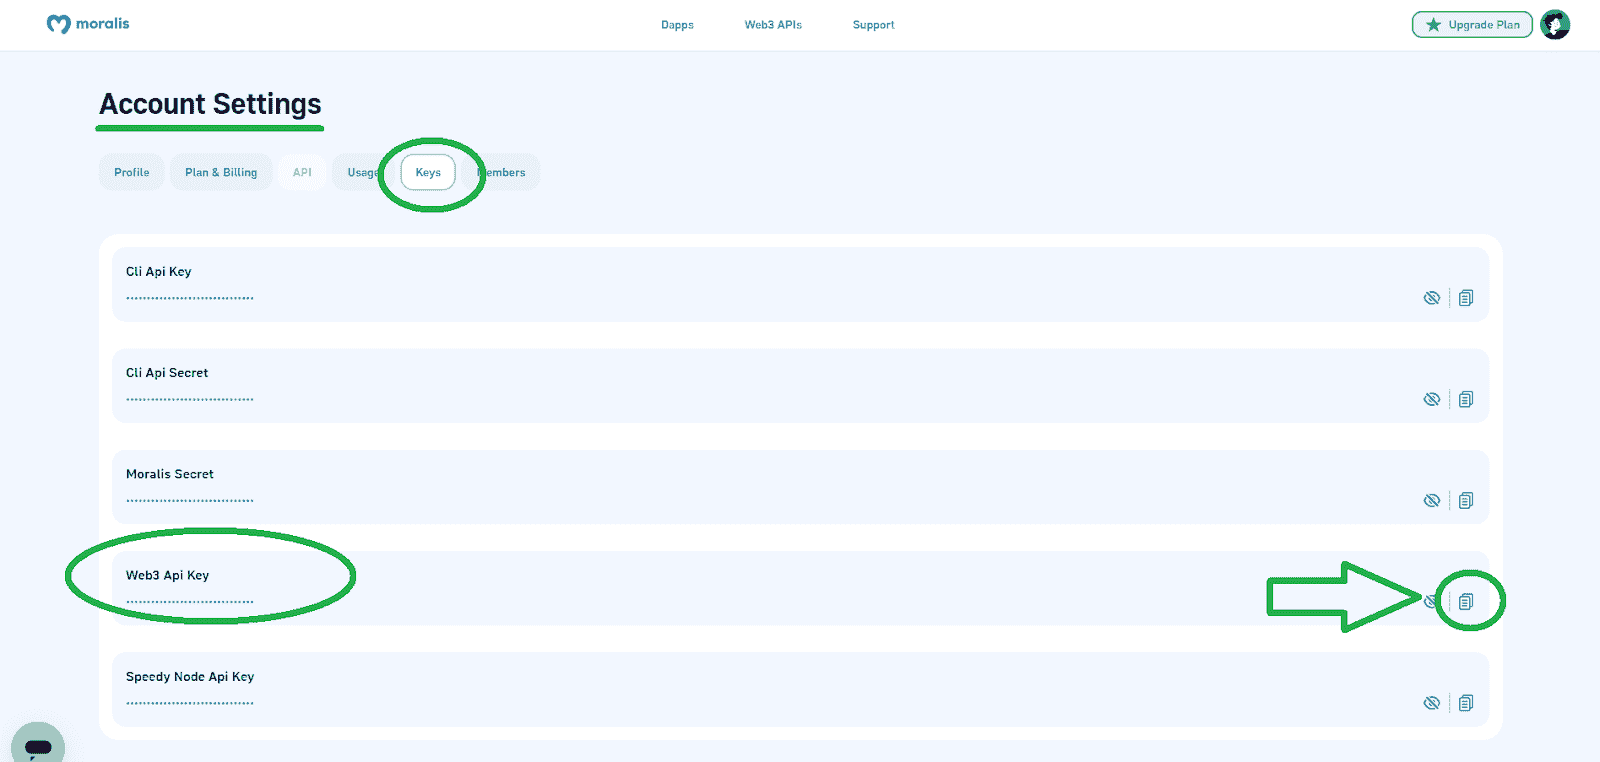 moralis
Dapps
Web3 APIs
Support
Upgrade Plan
Account Settings
Profile
Plan & Billing
API
Usage
Keys
Members
Cli Api Key
Cli Api Secret
Moralis Secret
Web3 Api Key
Speedy Node Api Key